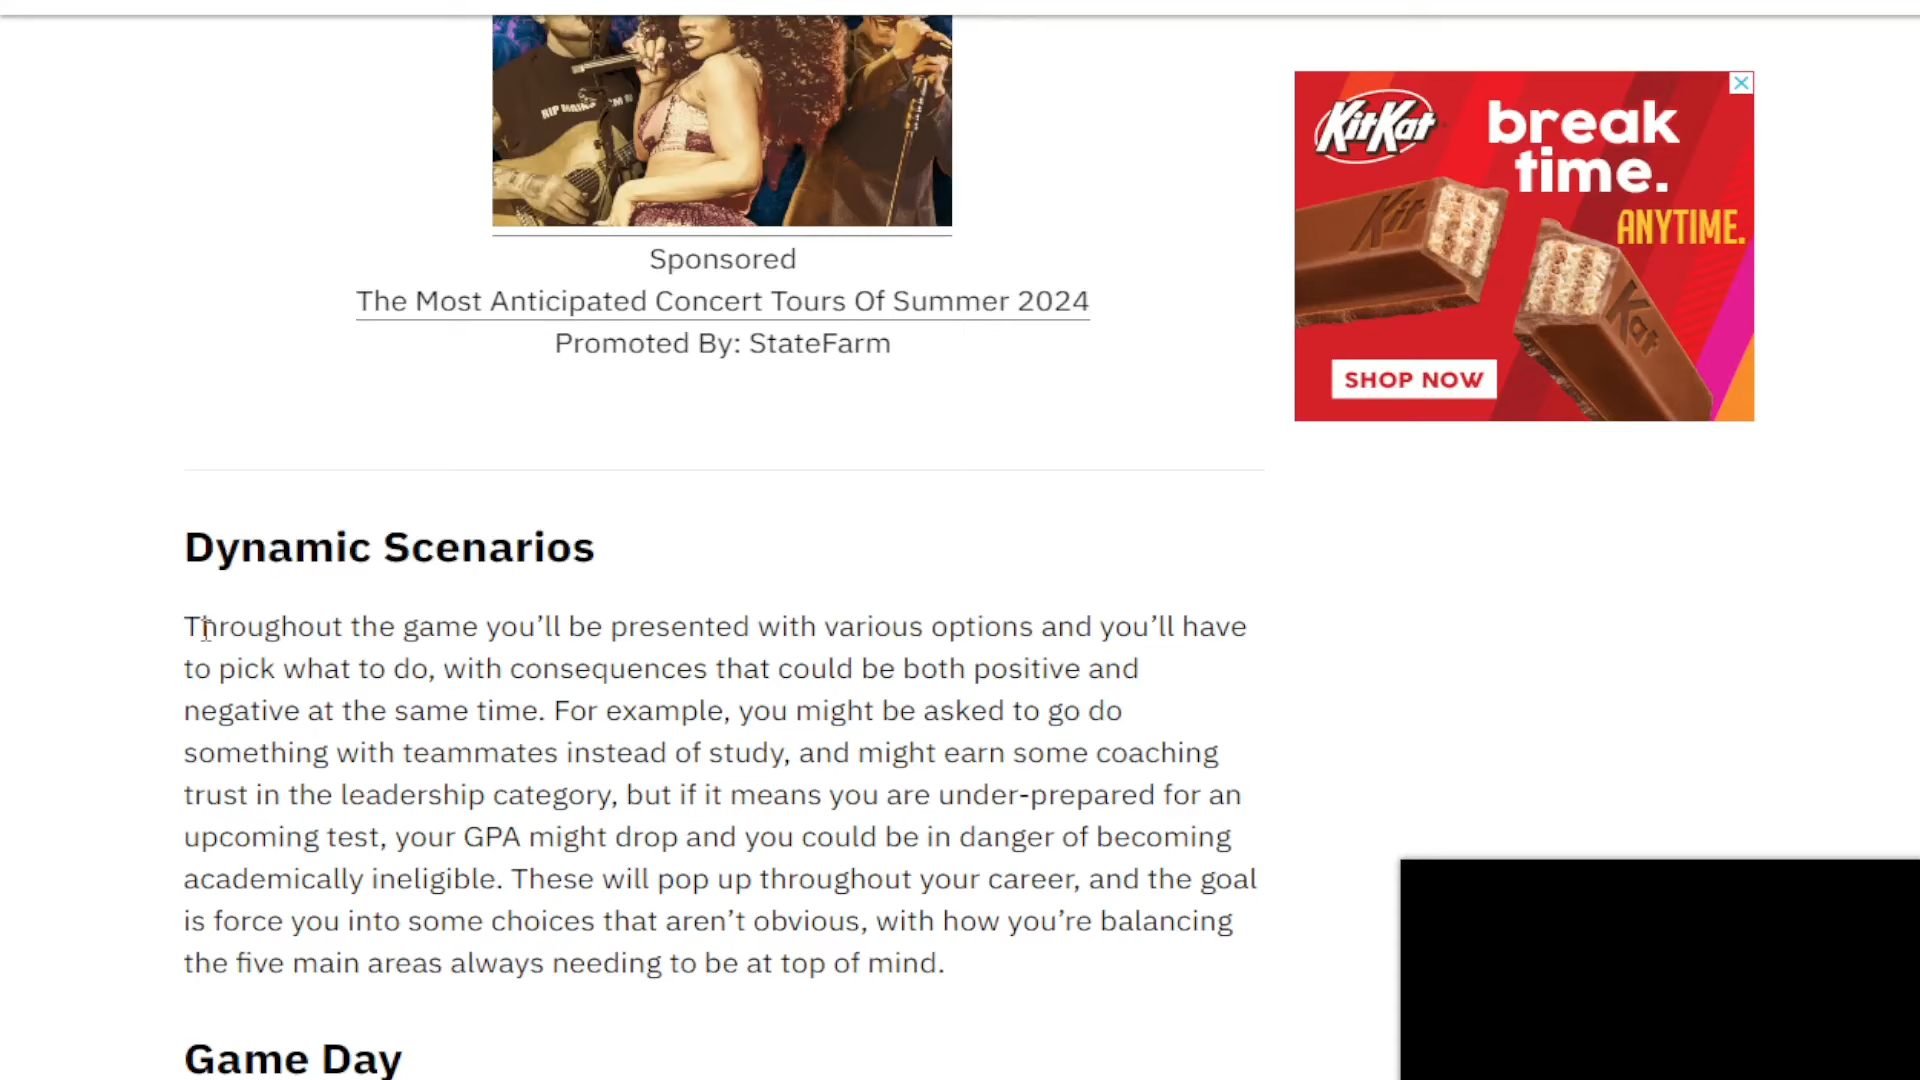 Sponsored
The Most Anticipated Concert Tours Of Summer 2024
Promoted By: StateFarm
KitKat
break
time.
ANYTIME.
Kit
Kat
SHOP NOW
Dynamic Scenarios
Throughout the game you’ll be presented with various options and you’ll have
to pick what to do, with consequences that could be both positive and
negative at the same time. For example, you might be asked to go do
something with teammates instead of study, and might earn some coaching
trust in the leadership category, but if it means you are under-prepared for an
upcoming test, your GPA might drop and you could be in danger of becoming
academically ineligible. These will pop up throughout your career, and the goal
is force you into some choices that aren’t obvious, with how you’re balancing
the five main areas always needing to be at top of mind.
Game Day